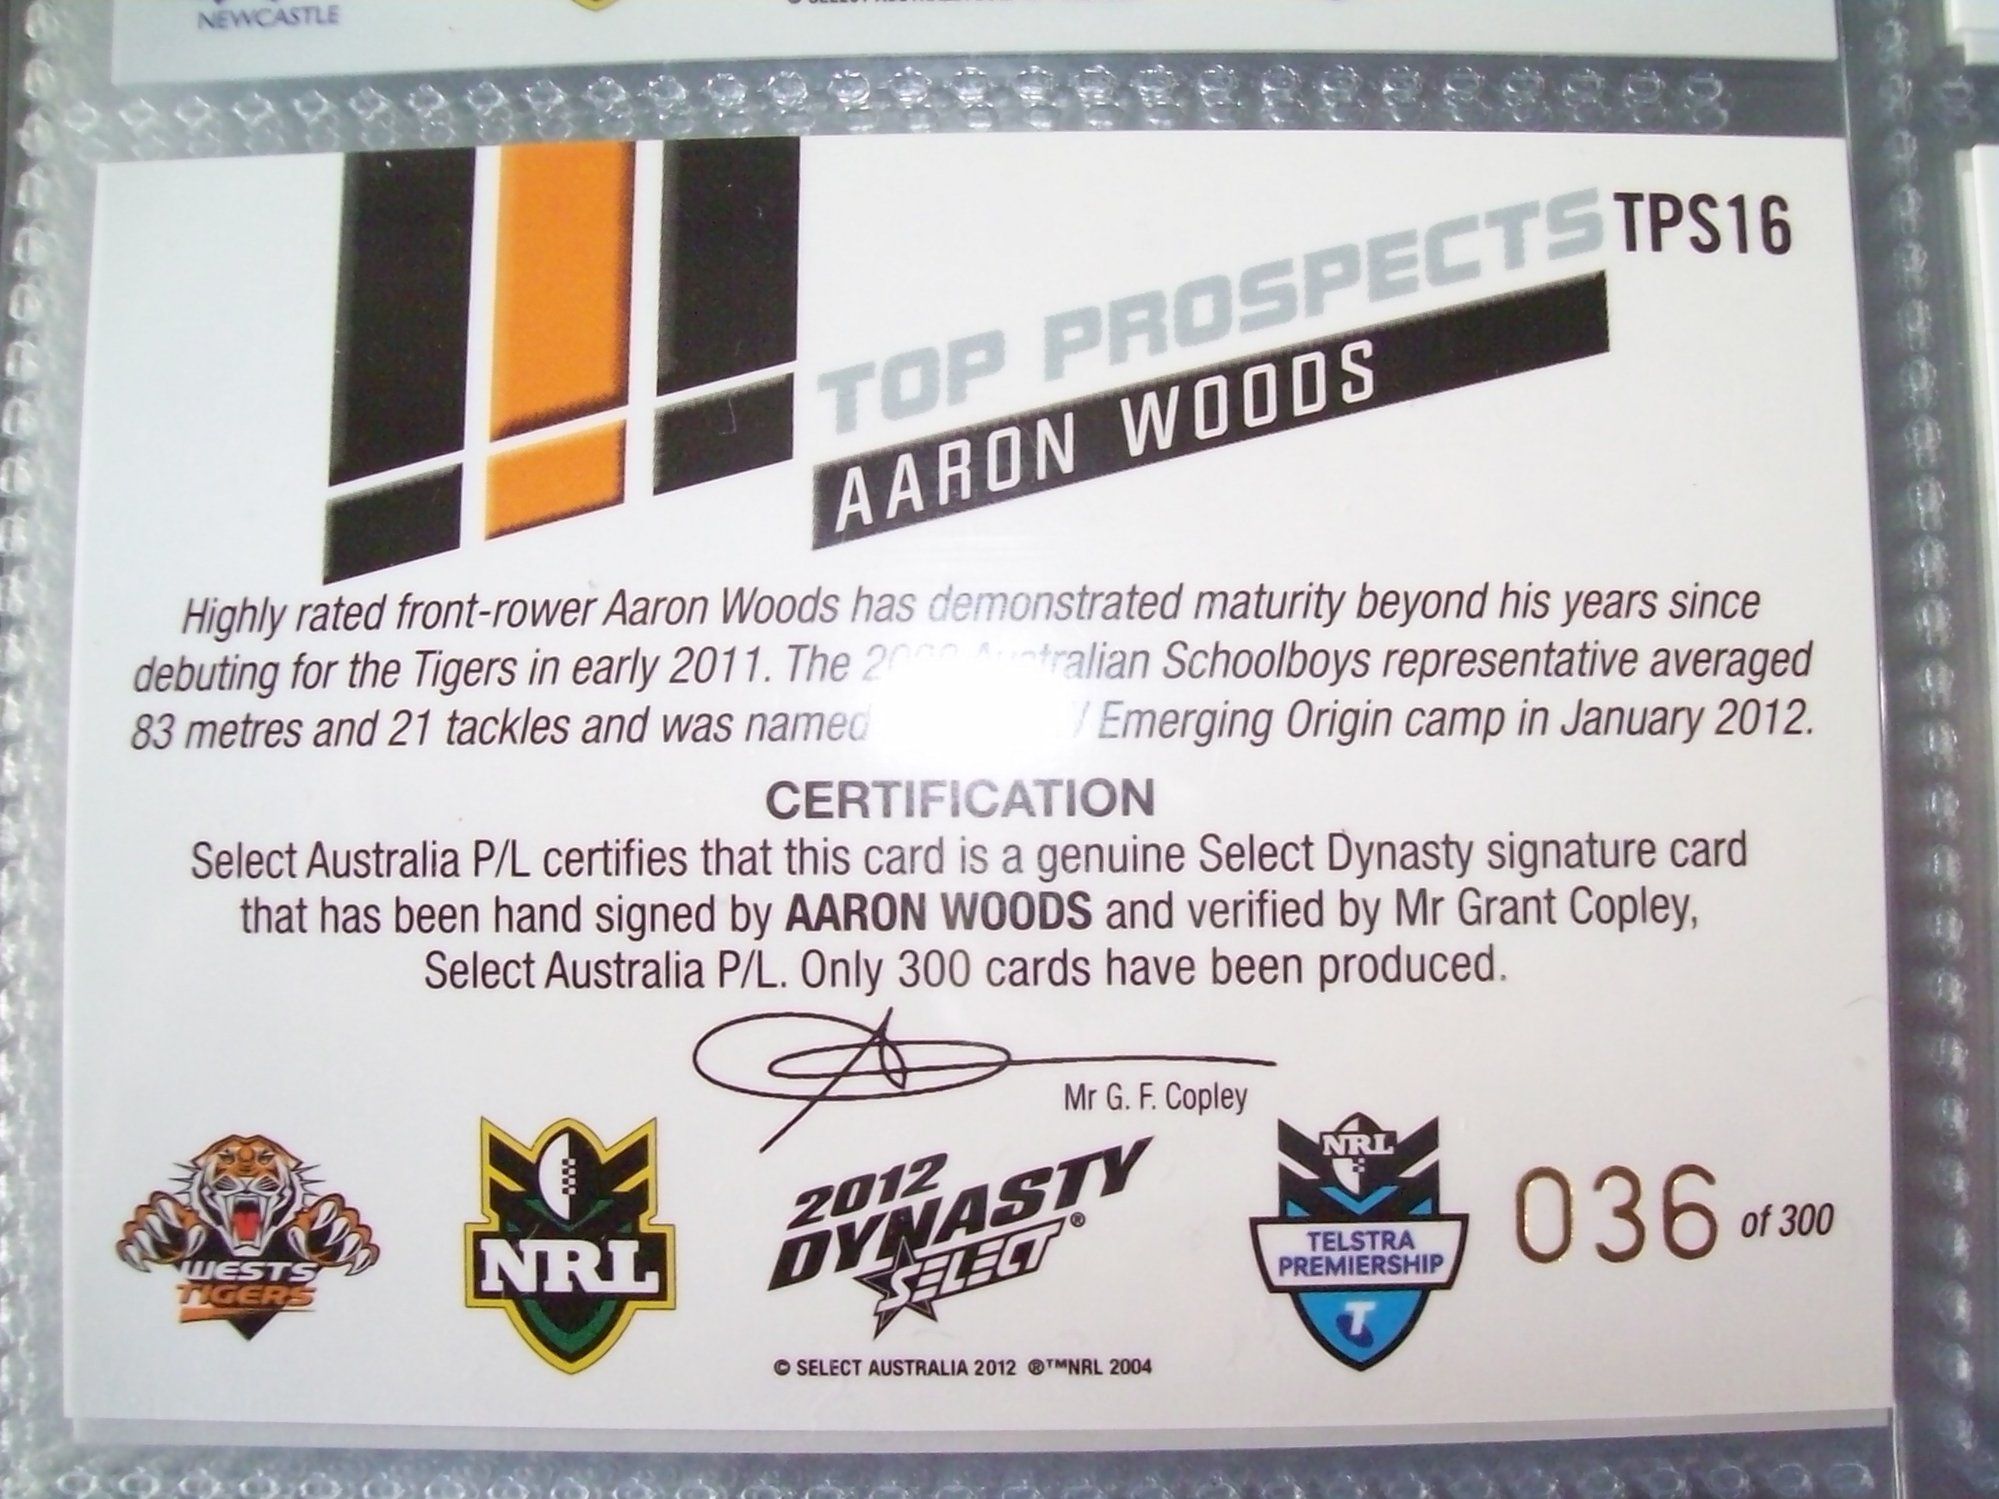 NEWCASTLE
TOP PROSPECTS TPS16
AARON WOODS
Highly rated front-rower Aaron Woods has demonstrated maturity beyond his years since
debuting for the Tigers in early 2011. The Australian Schoolboys representative averaged
83 metres and 21 tackles and was named Emerging Origin camp in January 2012.
CERTIFICATION
Select Australia P/L certifies that this card is a genuine Select Dynasty signature card
that has been hand signed by AARON WOODS and verified by Mr Grant Copley,
Select Australia P/L. Only 300 cards have been produced.
Mr G. F. Copley
WESTS
TIGERS
NRL
2012
DYNASTY
SELECT®
NRL
TELSTRA
PREMIERSHIP
T
036 of 300
© SELECT AUSTRALIA 2012 ®™NRL 2004